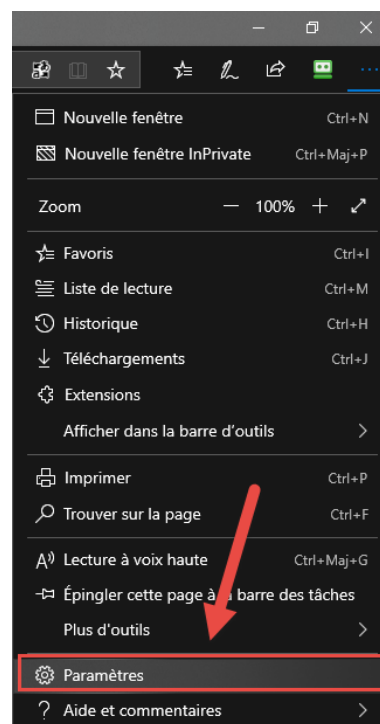 Nouvelle fenêtre Ctrl+N
Nouvelle fenêtre InPrivate Ctrl+Maj+P
Zoom — 100% +
Favoris Ctrl+I
Liste de lecture Ctrl+M
Historique Ctrl+H
Téléchargements Ctrl+J
Extensions
Afficher dans la barre d'outils
Imprimer Ctrl+P
Trouver sur la page Ctrl+F
Lecture à voix haute Ctrl+Maj+G
Épingler cette page à la barre des tâches
Plus d'outils
Paramètres
Aide et commentaires